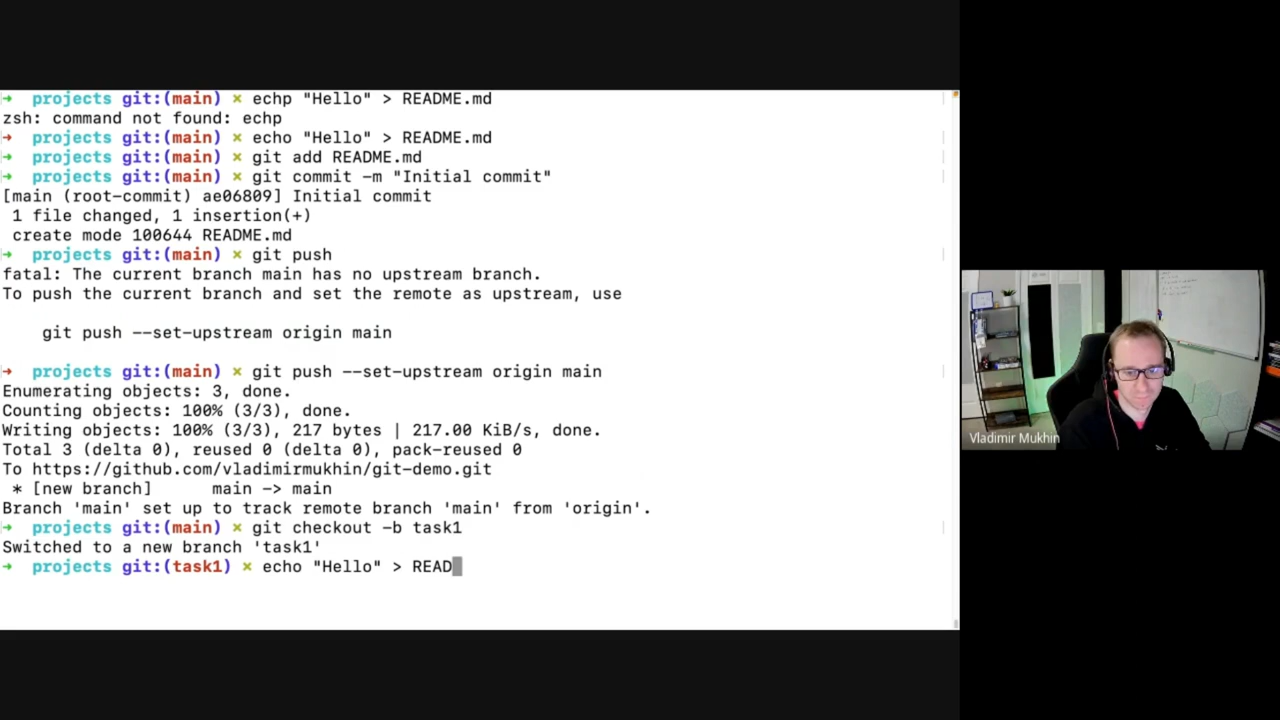 ➜  projects git:(main) × echp "Hello" > README.md
zsh: command not found: echp
➜  projects git:(main) × echo "Hello" > README.md
➜  projects git:(main) × git add README.md
➜  projects git:(main) × git commit -m "Initial commit"
[main (root-commit) ae06809] Initial commit
 1 file changed, 1 insertion(+)
 create mode 100644 README.md
➜  projects git:(main) × git push
fatal: The current branch main has no upstream branch.
To push the current branch and set the remote as upstream, use
    git push --set-upstream origin main
➜  projects git:(main) × git push --set-upstream origin main
Enumerating objects: 3, done.
Counting objects: 100% (3/3), done.
Writing objects: 100% (3/3), 217 bytes | 217.00 KiB/s, done.
Total 3 (delta 0), reused 0 (delta 0), pack-reused 0
To https://github.com/vladimirmukhin/git-demo.git
 * [new branch]      main -> main
Branch 'main' set up to track remote branch 'main' from 'origin'.
➜  projects git:(main) × git checkout -b task1
Switched to a new branch 'task1'
➜  projects git:(task1) × echo "Hello" > READ
Vladimir Mukhin